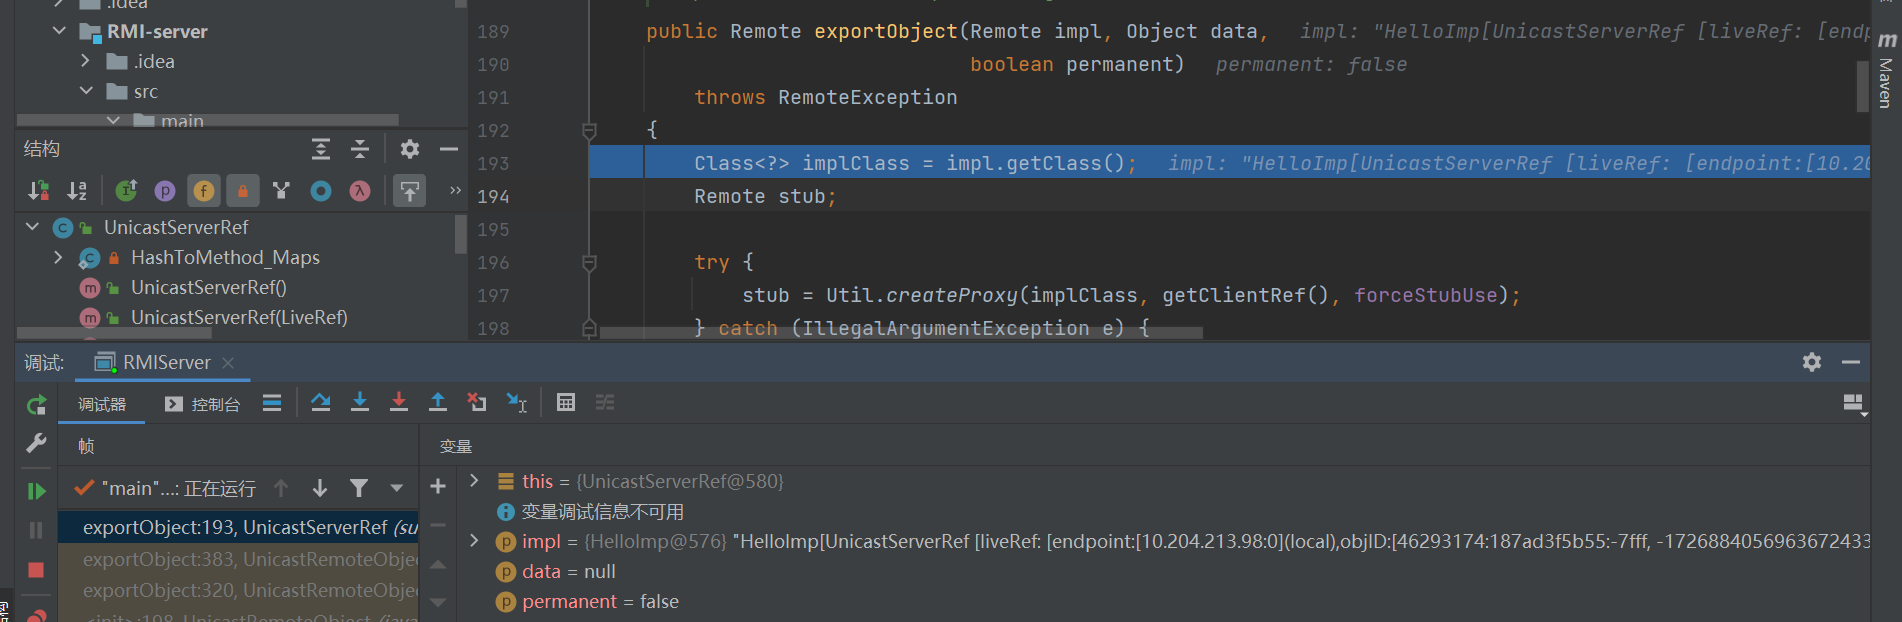 .idea
RMI-server
.idea
src
main
结构
UnicastServerRef
HashToMethod_Maps
UnicastServerRef()
UnicastServerRef(LiveRef)
189 public Remote exportObject(Remote impl, Object data, impl: "HelloImp[UnicastServerRef [liveRef: [endp
190 boolean permanent) permanent: false
191 throws RemoteException
192 {
193 Class<?> implClass = impl.getClass(); impl: "HelloImp[UnicastServerRef [liveRef: [endpoint:[10.20
194 Remote stub;
195
196 try {
197 stub = Util.createProxy(implClass, getClientRef(), forceStubUse);
198 } catch (IllegalArgumentException e) {
Maven
调试: RMIServer
调试器 控制台
帧
变量
"main"...: 正在运行
exportObject:193, UnicastServerRef (su
exportObject:383, UnicastRemoteObje
exportObject:320, UnicastRemoteObje
<init>:198, UnicastRemoteObject (java
this = {UnicastServerRef@580}
变量调试信息不可用
impl = {HelloImp@576} "HelloImp[UnicastServerRef [liveRef: [endpoint:[10.204.213.98:0](local),objID:[46293174:187ad3f5b55:-7fff, -1726884056963672433
data = null
permanent = false